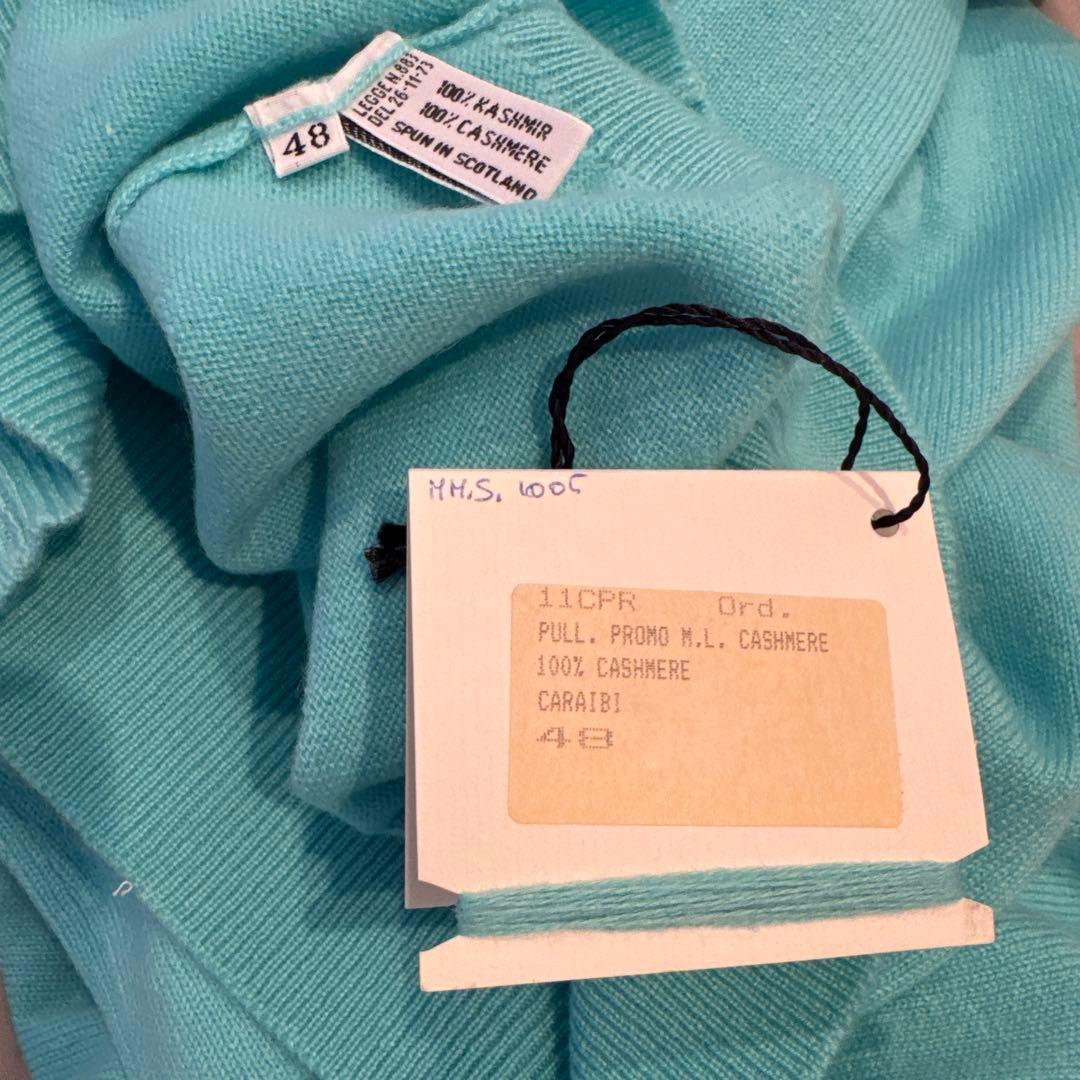 48
LEGGE N.883
DEL 26-11-73
100% KASHMIR
100% CASHMERE
SPUN IN SCOTLAND
MM.S.
11CPR Ord.
PULL. PROMO M.L. CASHMERE
100% CASHMERE
CARAIBI
48